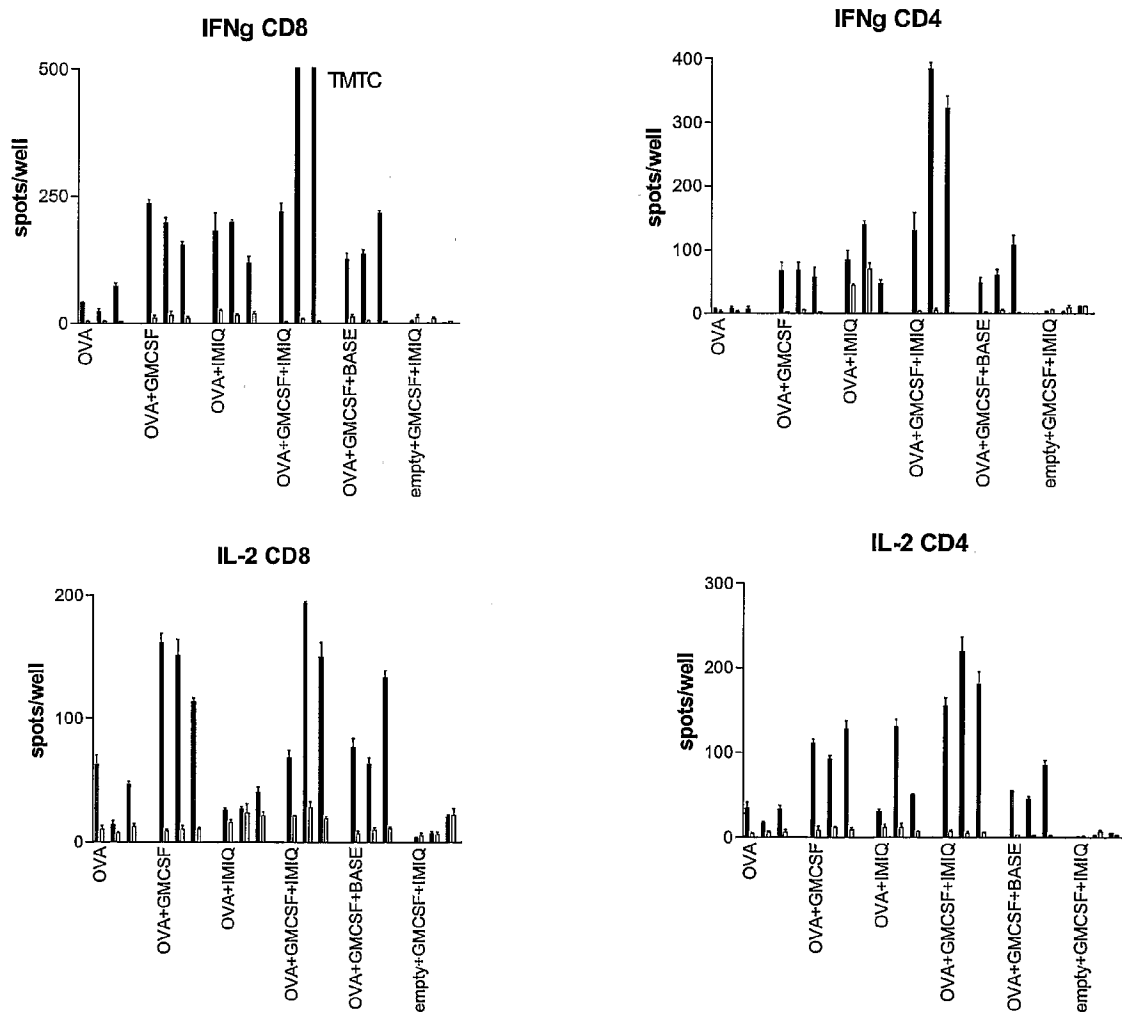 IFNg CD8
500
250
0
spots/well
TMTC
OVA
OVA+GMCSF
OVA+IMIQ
OVA+GMCSF+IMIQ
OVA+GMCSF+BASE
empty+GMCSF+IMIQ
IFNg CD4
400
300
200
100
0
spots/well
OVA
OVA+GMCSF
OVA+IMIQ
OVA+GMCSF+IMIQ
OVA+GMCSF+BASE
empty+GMCSF+IMIQ
IL-2 CD8
200
100
0
spots/well
OVA
OVA+GMCSF
OVA+IMIQ
OVA+GMCSF+IMIQ
OVA+GMCSF+BASE
empty+GMCSF+IMIQ
IL-2 CD4
300
200
100
0
spots/well
OVA
OVA+GMCSF
OVA+IMIQ
OVA+GMCSF+IMIQ
OVA+GMCSF+BASE
empty+GMCSF+IMIQ